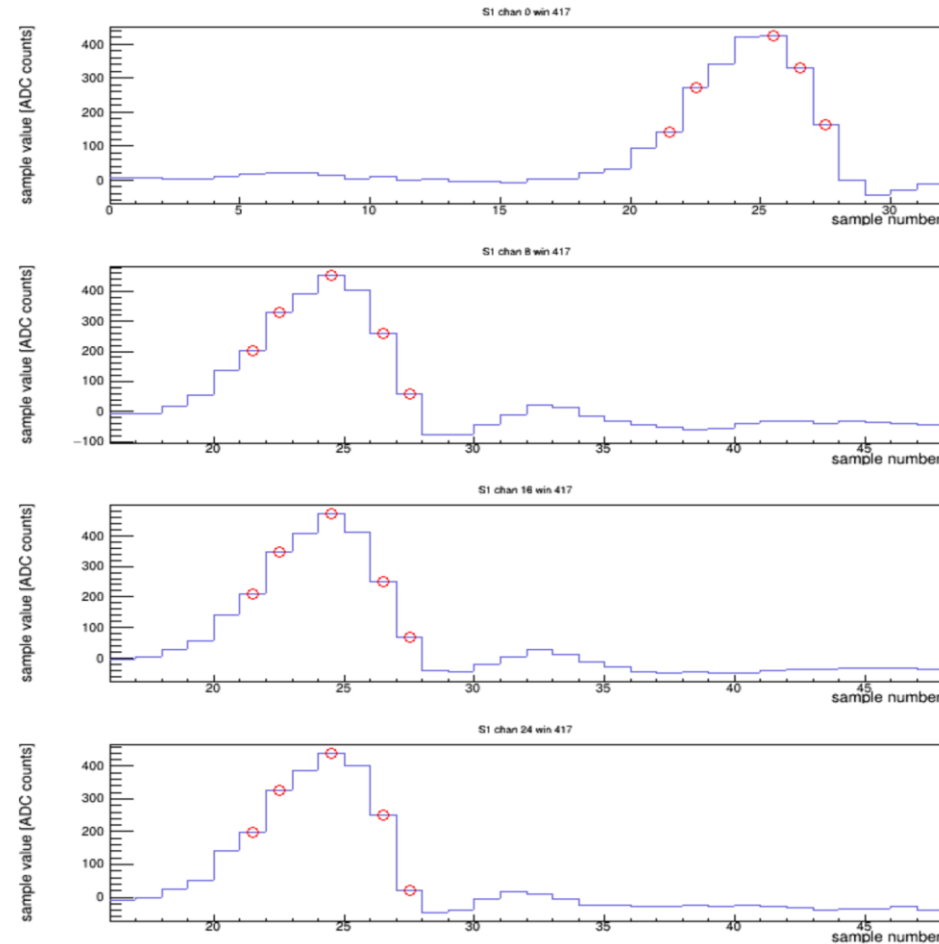 S1 chan 0 win 417
sample value [ADC counts]
400
300
200
100
0
0 5 10 15 20 25 30
sample number
S1 chan 8 win 417
sample value [ADC counts]
400
300
200
100
0
−100
20 25 30 35 40 45
sample number
S1 chan 16 win 417
sample value [ADC counts]
400
300
200
100
0
20 25 30 35 40 45
sample number
S1 chan 24 win 417
sample value [ADC counts]
400
300
200
100
0
20 25 30 35 40 45
sample number